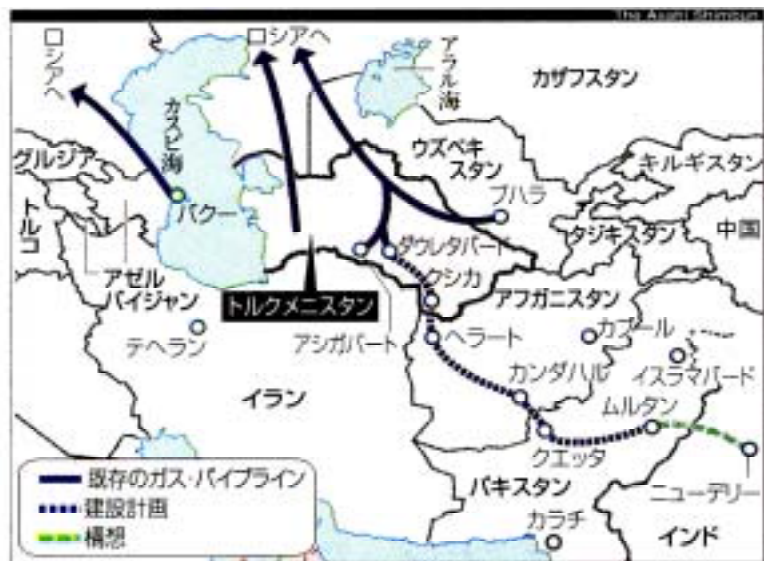 The Asahi Shimbun
ロシアへ
ロシアへ
アラル海
カザフスタン
カスピ海
ウズベキ
スタン
グルジア
キルギスタン
バクー
ブハラ
トルコ
タジキスタン
中国
ダウレタバード
アゼル
バイジャン
クシカ
アフガニスタン
トルクメニスタン
テヘラン
アシガバート
ヘラート
カブール
イスラマバード
カンダハル
イラン
ムルタン
クエッタ
既存のガス・パイプライン
パキスタン
ニューデリー
建設計画
構想
カラチ
インド